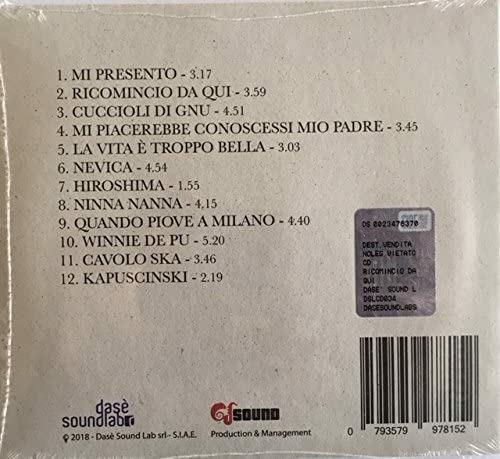 1. MI PRESENTO - 3.17
2. RICOMINCIO DA QUI - 3.59
3. CUCCIOLI DI GNU - 4.51
4. MI PIACEREBBE CONOSCESSI MIO PADRE - 3.45
5. LA VITA È TROPPO BELLA - 3.03
6. NEVICA - 4.54
7. HIROSHIMA - 1.55
8. NINNA NANNA - 4,15
9. QUANDO PIOVE A MILANO - 4.40
10. WINNIE DE PU - 5.20
11. CAVOLO SKA - 3.46
12. KAPUSCINSKI - 2.19
DS 0023476370
DEST.VENDITA
NOLEG.VIETATO
CD
RICOMINCIO DA
QUI
DASE' SOUND L
DSLCD034
DASESOUNDLABS
dasè
soundlab
SOUND
© 2018 - Dasè Sound Lab srl - S.I.A.E.
Production & Management
0 793579 978152